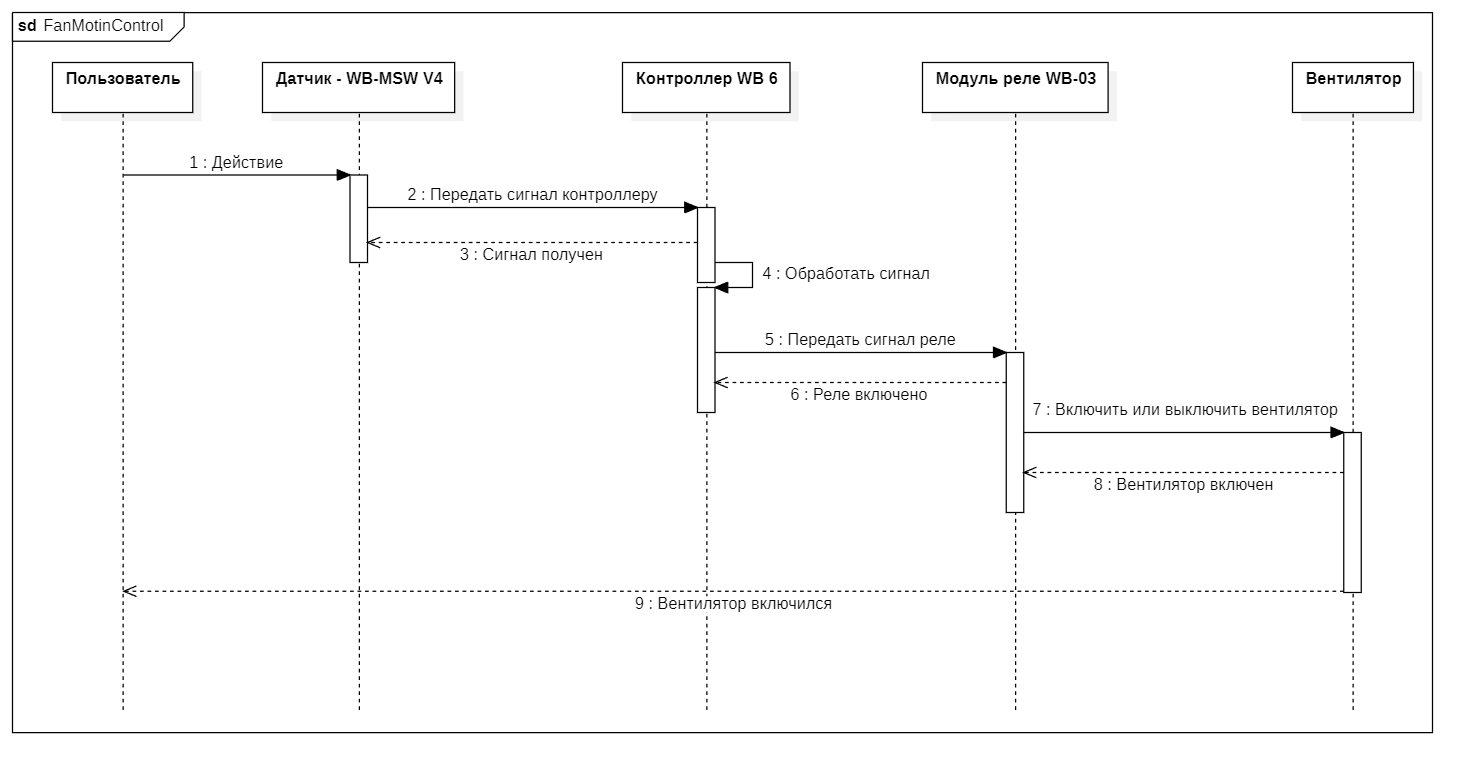 sd FanMotinControl
Пользователь
Датчик - WB-MSW V4
Контроллер WB 6
Модуль реле WB-03
Вентилятор
1 : Действие
2 : Передать сигнал контроллеру
3 : Сигнал получен
4 : Обработать сигнал
5 : Передать сигнал реле
6 : Реле включено
7 : Включить или выключить вентилятор
8 : Вентилятор включен
9 : Вентилятор включился